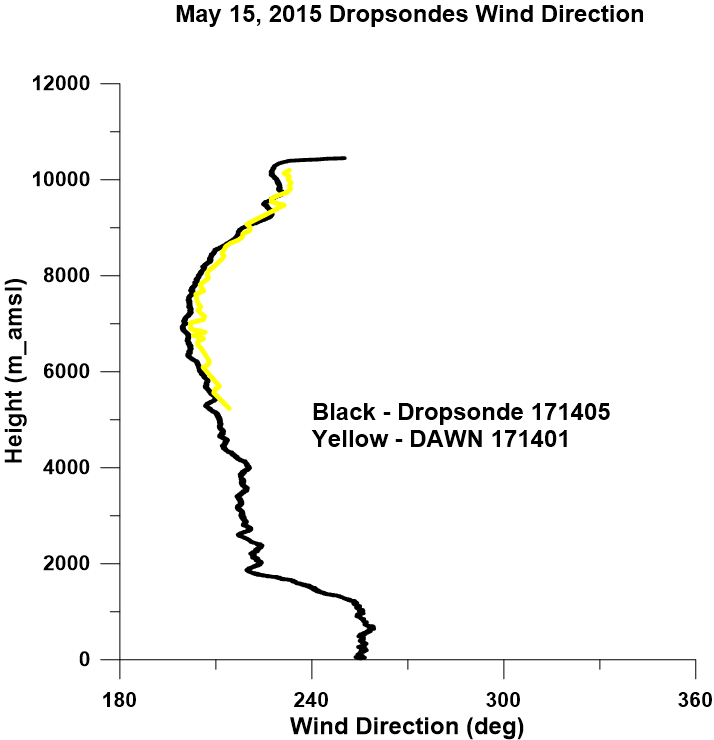 May 15, 2015 Dropsondes Wind Direction
12000
10000
8000
6000
4000
2000
0
Height (m_amsl)
Black - Dropsonde 171405
Yellow - DAWN 171401
180 240 300 360
Wind Direction (deg)